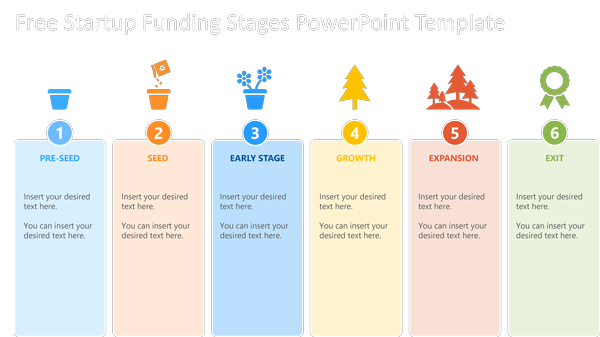 Free Startup Funding Stages PowerPoint Template
1
2
3
4
5
6
PRE-SEED
SEED
EARLY STAGE
GROWTH
EXPANSION
EXIT
Insert your desired
text here.
You can insert your
desired text here.
Insert your desired
text here.
You can insert your
desired text here.
Insert your desired
text here.
You can insert your
desired text here.
Insert your desired
text here.
You can insert your
desired text here.
Insert your desired
text here.
You can insert your
desired text here.
Insert your desired
text here.
You can insert your
desired text here.